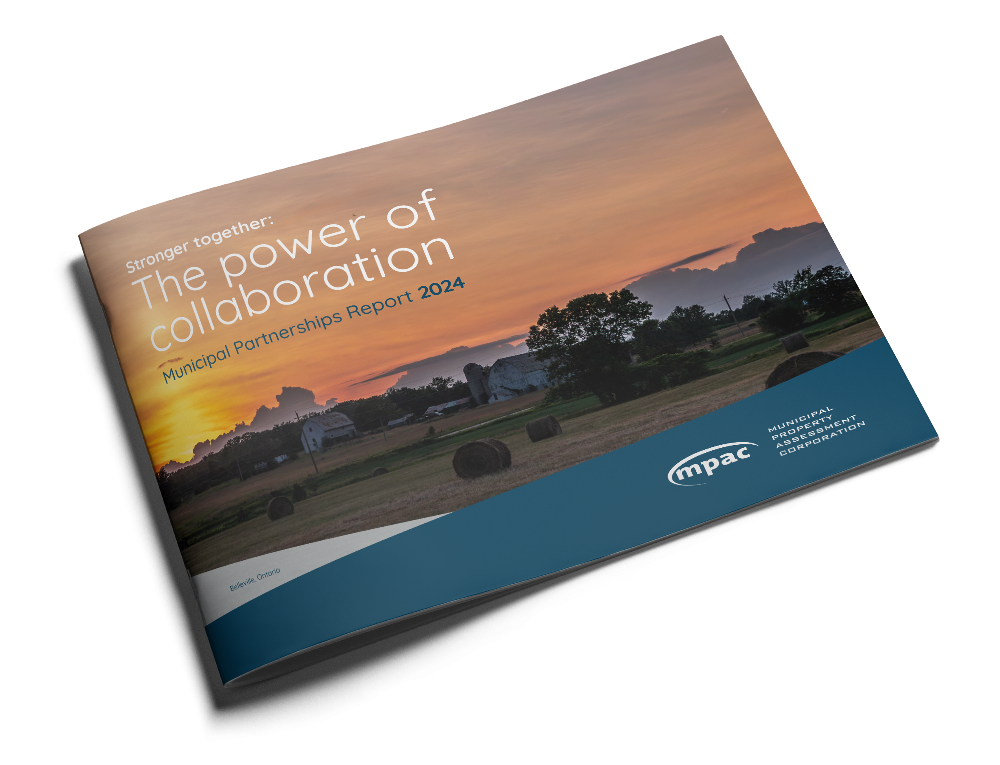 Stronger together:
The power of
collaboration
Municipal Partnerships Report 2024
mpac
MUNICIPAL
PROPERTY
ASSESSMENT
CORPORATION
Belleville, Ontario